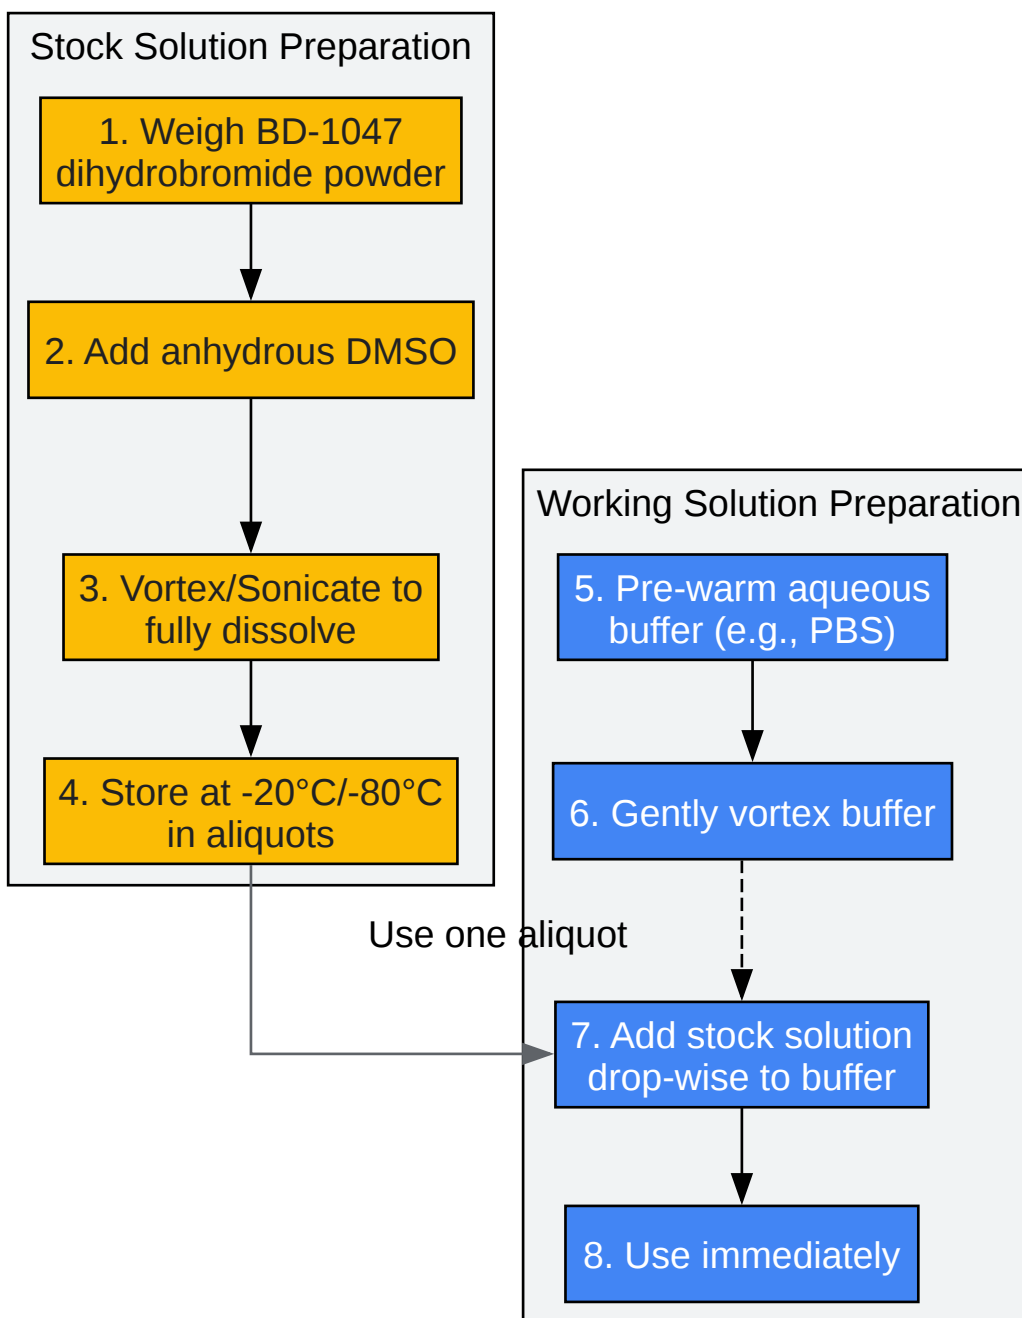 Stock Solution Preparation
1. Weigh BD-1047
dihydrobromide powder
2. Add anhydrous DMSO
3. Vortex/Sonicate to
fully dissolve
4. Store at -20°C/-80°C
in aliquots
Use one aliquot
Working Solution Preparation
5. Pre-warm aqueous
buffer (e.g., PBS)
6. Gently vortex buffer
7. Add stock solution
drop-wise to buffer
8. Use immediately